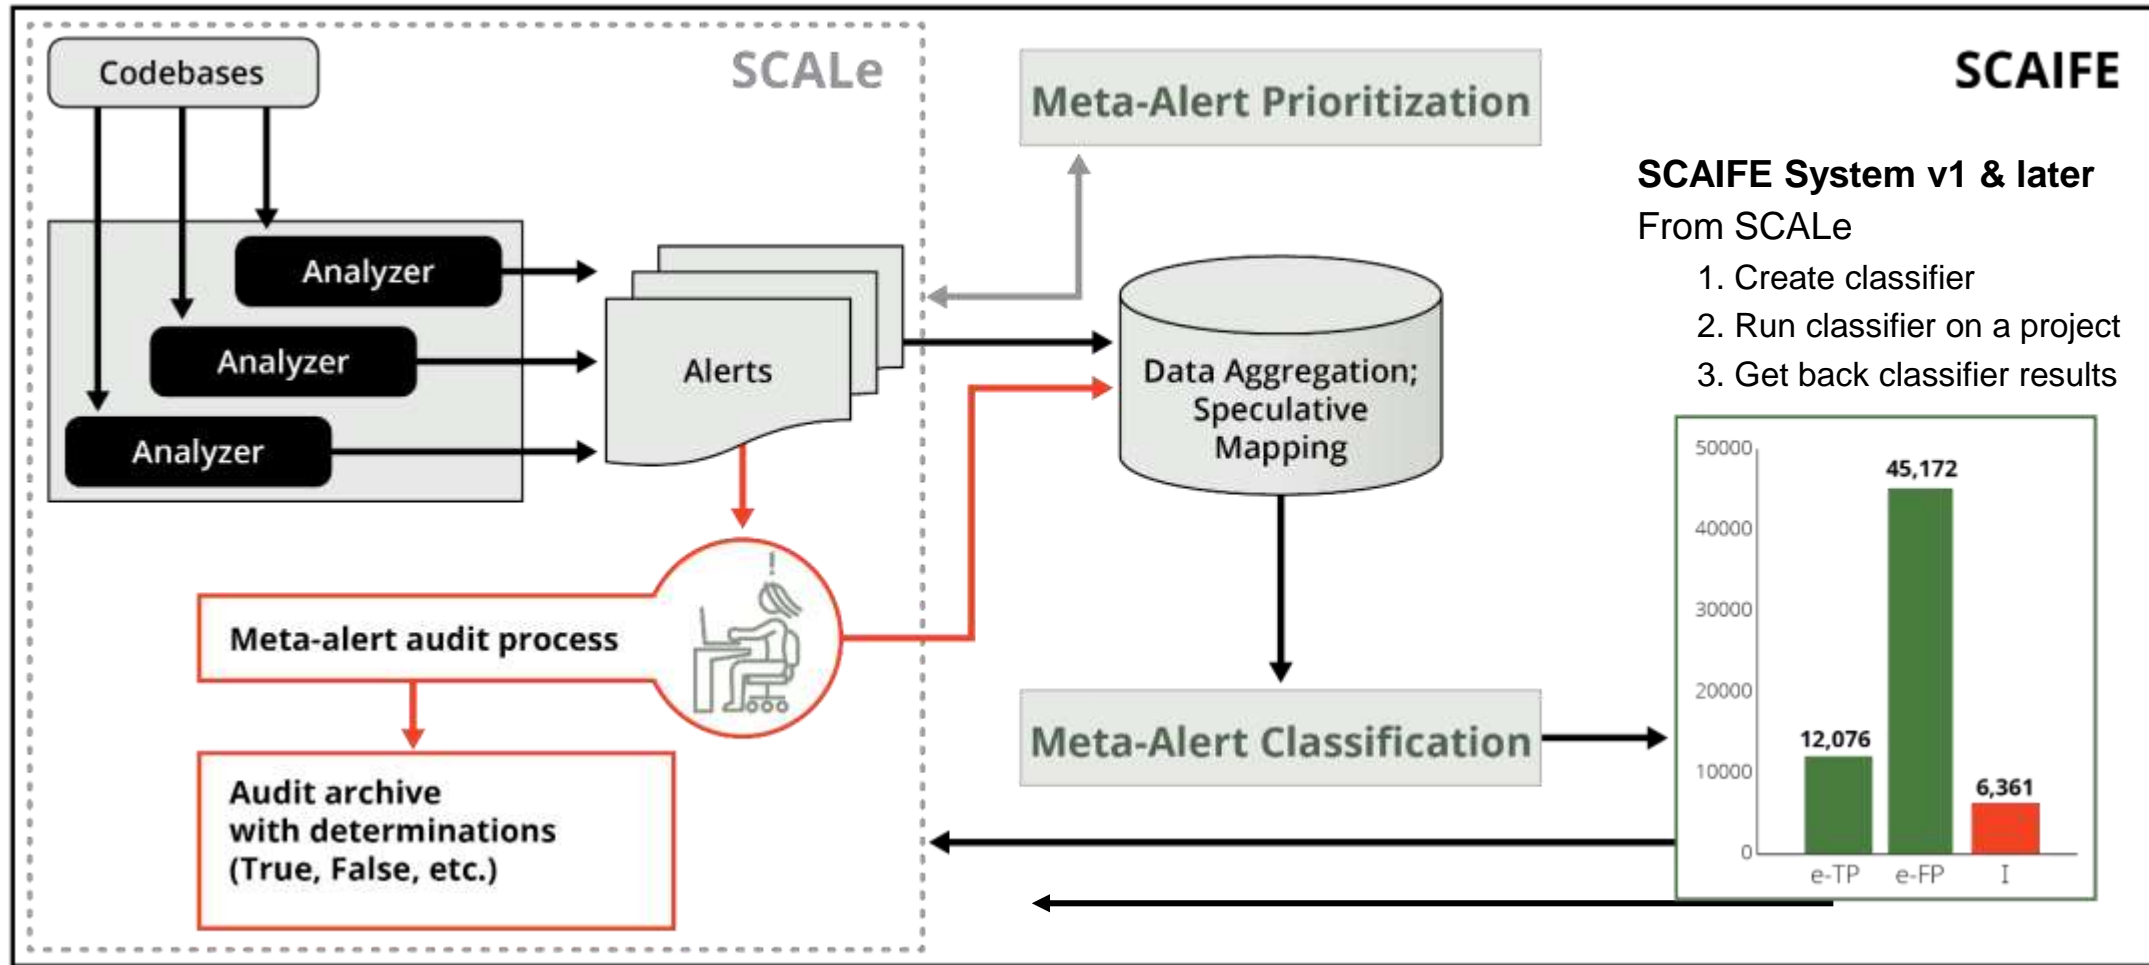 SCALe
SCAIFE
Codebases
Analyzer
Analyzer
Analyzer
Alerts
Meta-Alert Prioritization
Data Aggregation;
Speculative
Mapping
Meta-alert audit process
!
Audit archive
with determinations
(True, False, etc.)
Meta-Alert Classification
SCAIFE System v1 & later
From SCALe
1. Create classifier
2. Run classifier on a project
3. Get back classifier results
50000
40000
30000
20000
10000
0
12,076
45,172
6,361
e-TP
e-FP
I